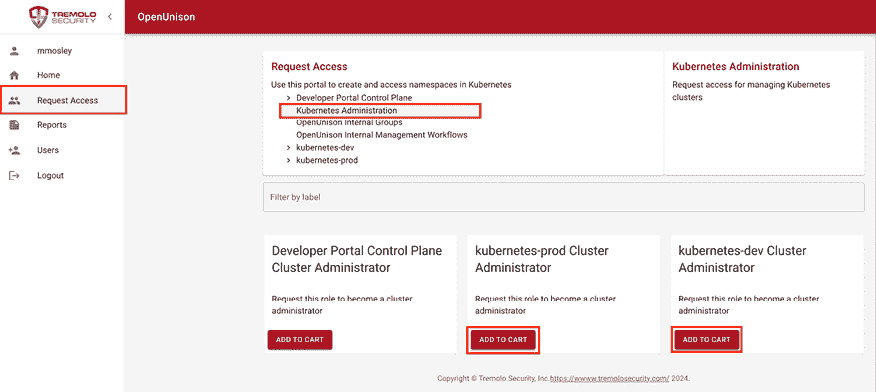 TREMOLO
SECURITY
OpenUnison
mmosley
Home
Request Access
Reports
Users
Logout
Request Access
Use this portal to create and access namespaces in Kubernetes
Developer Portal Control Plane
Kubernetes Administration
OpenUnison Internal Groups
OpenUnison Internal Management Workflows
kubernetes-dev
kubernetes-prod
Kubernetes Administration
Request access for managing Kubernetes
clusters
Filter by label
Developer Portal Control Plane
Cluster Administrator
Request this role to become a cluster
administrator
ADD TO CART
kubernetes-prod Cluster
Administrator
Request this role to become a cluster
administrator
ADD TO CART
kubernetes-dev Cluster
Administrator
Request this role to become a cluster
administrator
ADD TO CART
Copyright © Tremolo Security, Inc.https://wwww.tremolosecurity.com/ 2024.